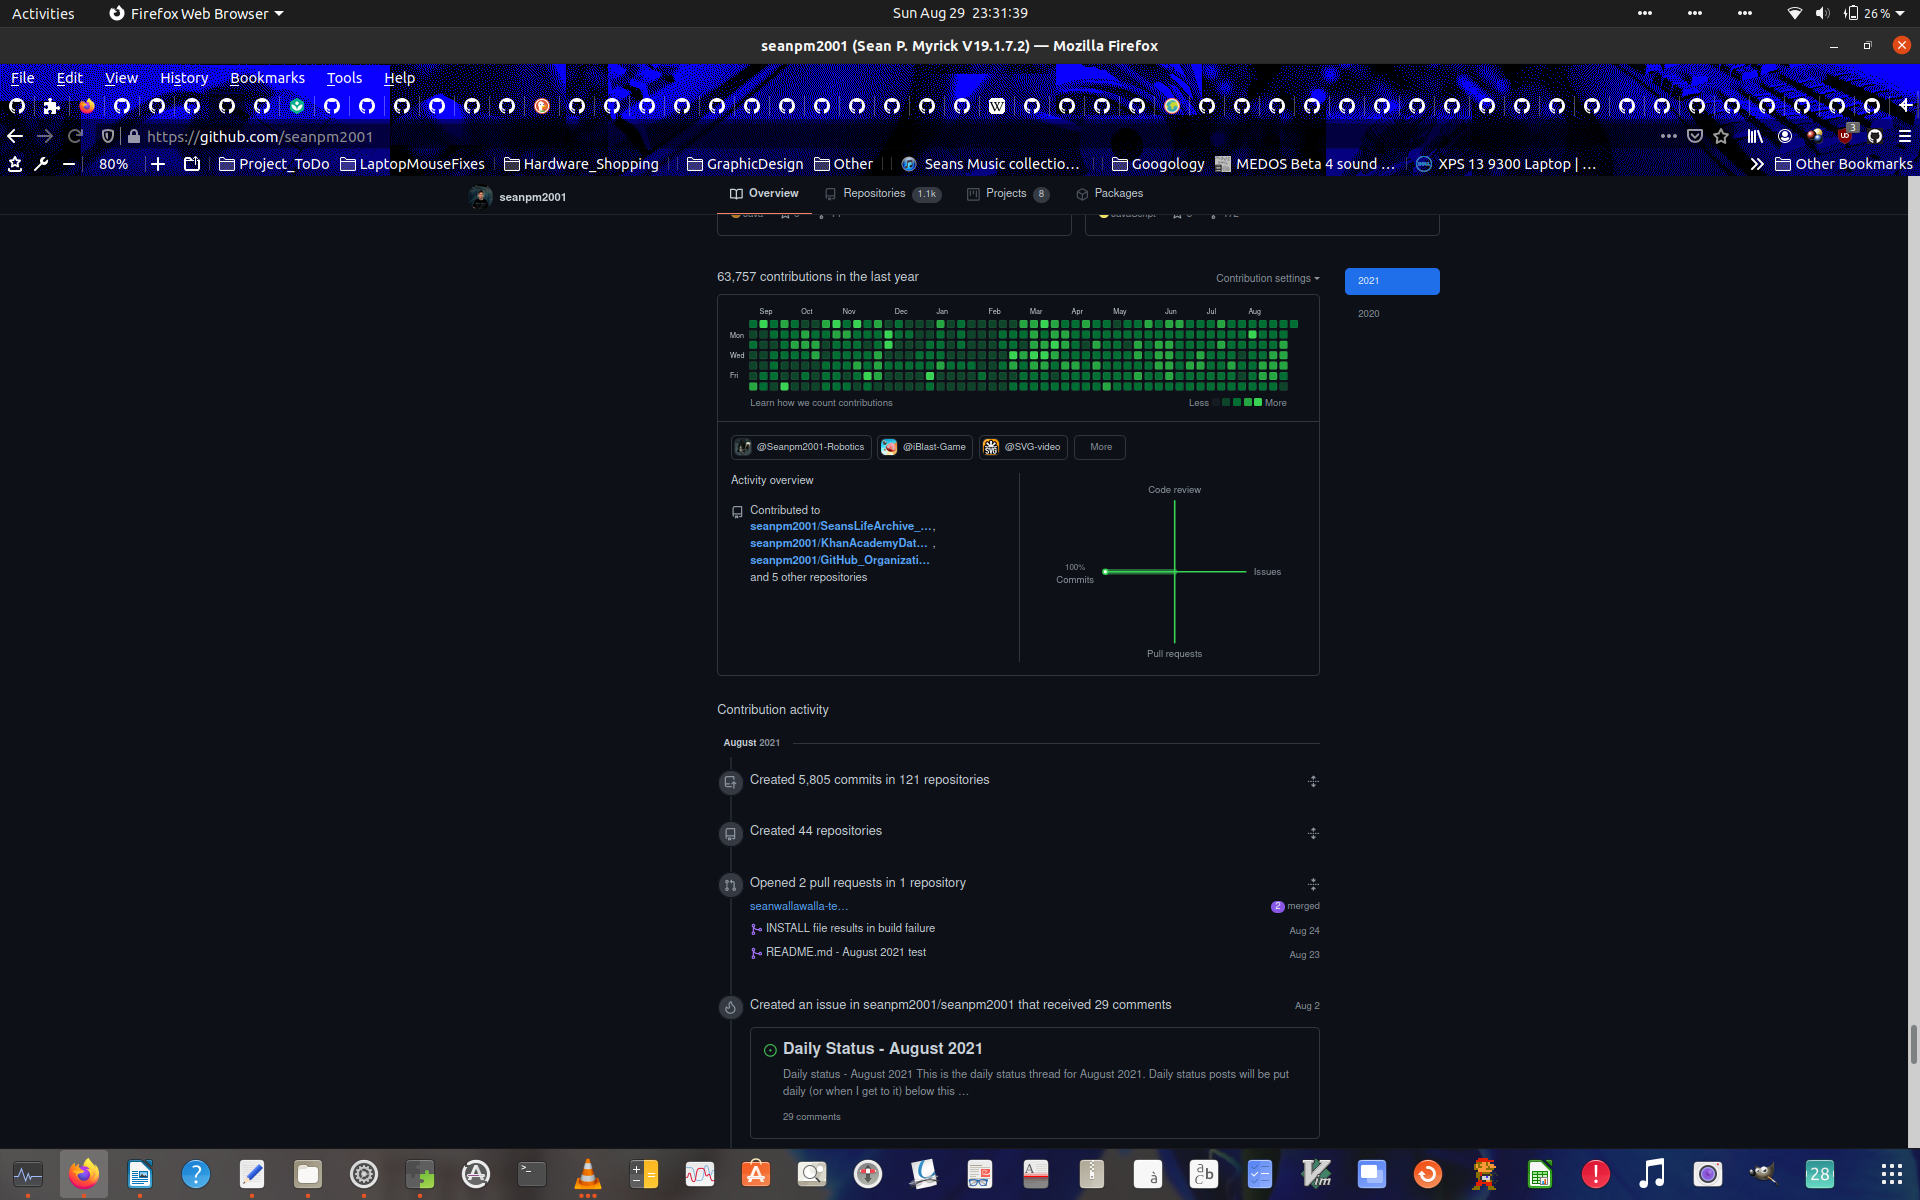 Activities
Firefox Web Browser
Sun Aug 29 23:31:39
26 %
seanpm2001 (Sean P. Myrick V19.1.7.2) — Mozilla Firefox
File Edit View History Bookmarks Tools Help
https://github.com/seanpm2001
3
80%
Project_ToDo
LaptopMouseFixes
Hardware_Shopping
GraphicDesign
Other
Seans Music collectio…
Googology
MEDOS Beta 4 sound …
XPS 13 9300 Laptop | …
Other Bookmarks
seanpm2001
Overview
Repositories 1.1k
Projects 8
Packages
63,757 contributions in the last year
Contribution settings
2021
2020
Sep Oct Nov Dec Jan Feb Mar Apr May Jun Jul Aug
Mon
Wed
Fri
Learn how we count contributions
Less
More
@Seanpm2001-Robotics
@iBlast-Game
@SVG-video
More
Activity overview
Contributed to
seanpm2001/SeansLifeArchive_…,
seanpm2001/KhanAcademyDat… ,
seanpm2001/GitHub_Organizati…
and 5 other repositories
Code review
100%
Commits
Issues
Pull requests
Contribution activity
August 2021
Created 5,805 commits in 121 repositories
Created 44 repositories
Opened 2 pull requests in 1 repository
seanwallawalla-te…
2 merged
INSTALL file results in build failure
Aug 24
README.md - August 2021 test
Aug 23
Created an issue in seanpm2001/seanpm2001 that received 29 comments
Aug 2
Daily Status - August 2021
Daily status - August 2021 This is the daily status thread for August 2021. Daily status posts will be put
daily (or when I get to it) below this …
29 comments
28